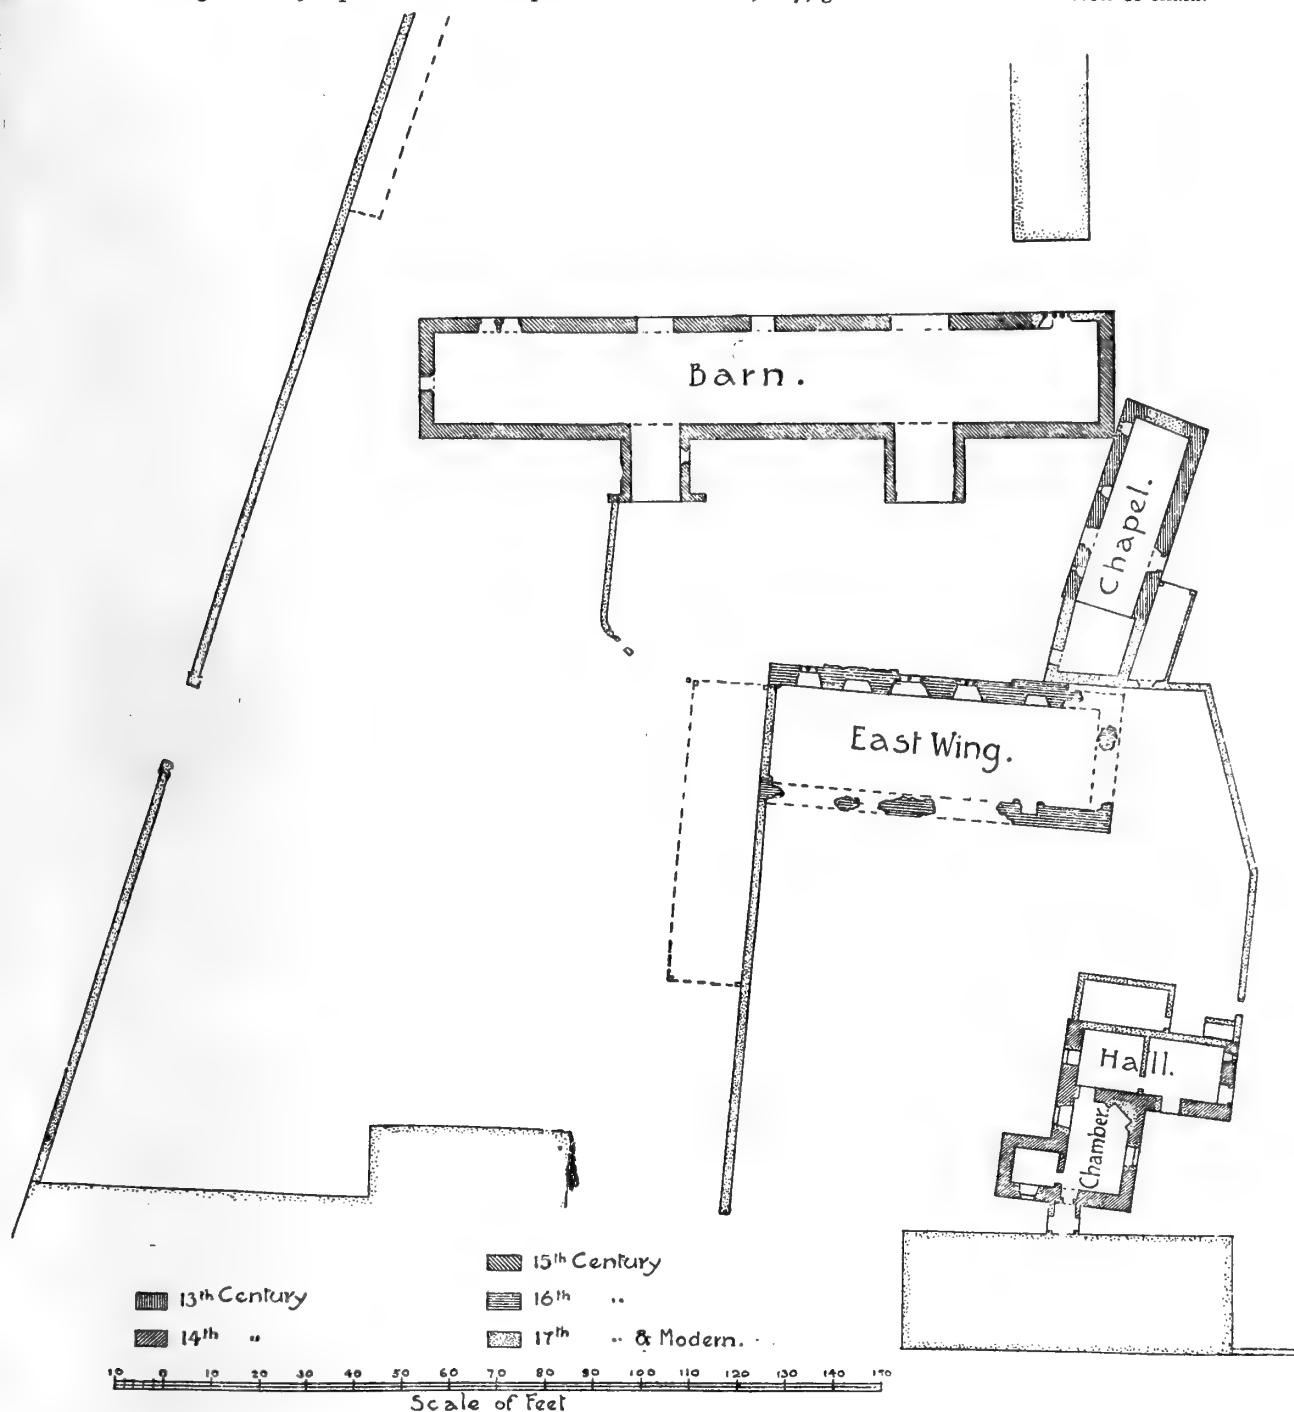 Barn.
Chapel.
East Wing.
Hall.
Chamber.
15th Century
13th Century
16th "
14th "
17th " & Modern.
10 0 10 20 30 40 50 60 70 80 90 100 110 120 130 140 150
Scale of Feet